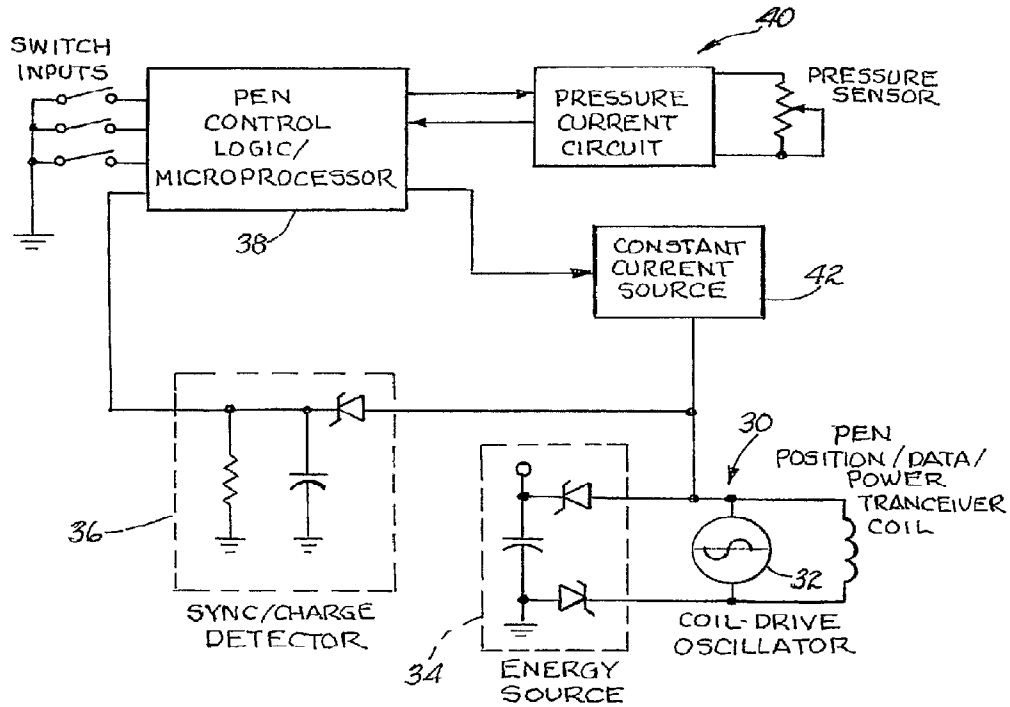 SWITCH
INPUTS
PEN
CONTROL
LOGIC/
MICROPROCESSOR
38
40
PRESSURE
CURRENT
CIRCUIT
PRESSURE
SENSOR
CONSTANT
CURRENT
SOURCE
42
36
SYNC/CHARGE
DETECTOR
34
ENERGY
SOURCE
30
PEN
POSITION/DATA/
POWER
TRANCEIVER
COIL
32
COIL-DRIVE
OSCILLATOR